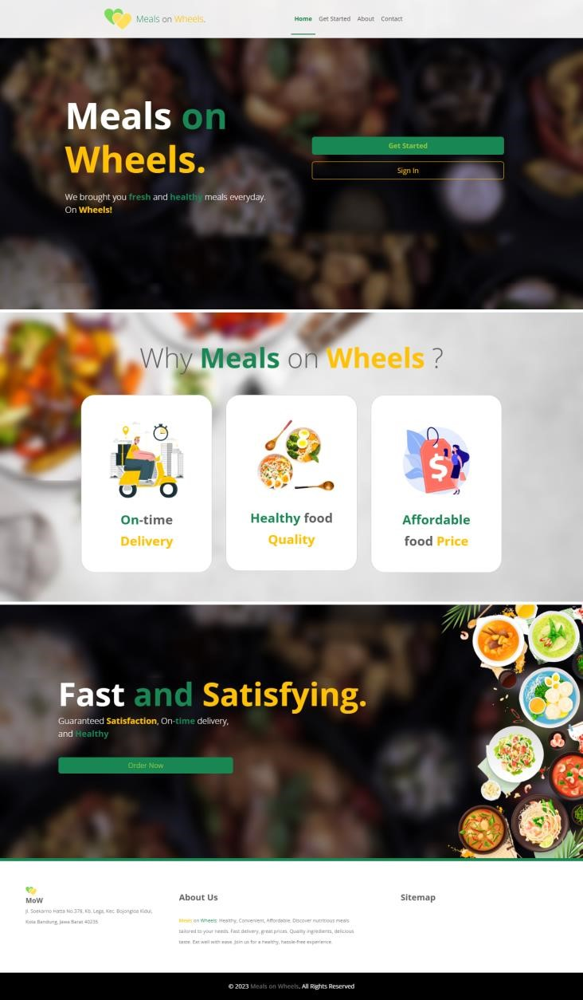 Meals on Wheels.
Home Get Started About Contact
Meals on
Wheels.
We brought you fresh and healthy meals everyday.
On Wheels!
Get Started
Sign In
Why Meals on Wheels ?
On-time
Delivery
Healthy food
Quality
$
Affordable
food Price
Fast and Satisfying.
Guaranteed Satisfaction, On-time delivery,
and Healthy
Order Now
MoW
Jl. Soekarno Hatta No.378, Kb. Lega, Kec. Bojongloa Kidul,
Kota Bandung, Jawa Barat 40235
About Us
Meals on Wheels: Healthy, Convenient, Affordable. Discover nutritious meals
tailored to your needs. Fast delivery, great prices. Quality ingredients, delicious
taste. Eat well with ease. Join us for a healthy, hassle-free experience.
Sitemap
© 2023 Meals on Wheels. All Rights Reserved